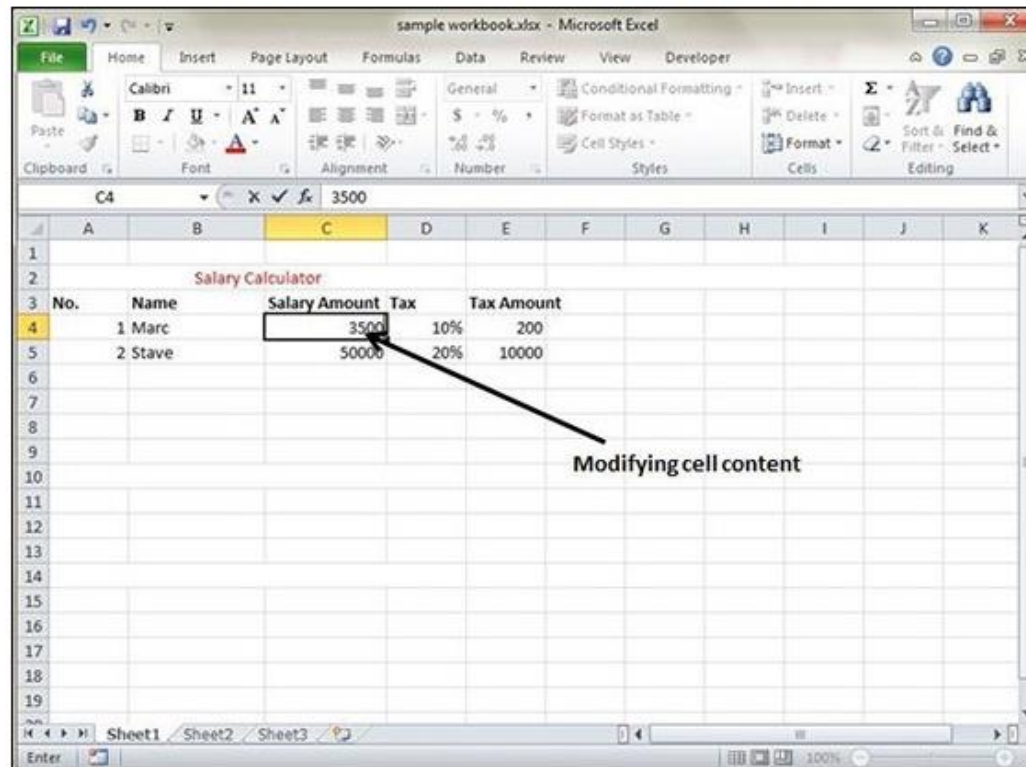 sample workbook.xlsx - Microsoft Excel
File Home Insert Page Layout Formulas Data Review View Developer
Calibri 11 General Conditional Formatting Insert Σ
Paste B I U A A $ % , Format as Table Delete Sort & Find &
A Cell Styles Format Filter Select
Clipboard Font Alignment Number Styles Cells Editing
C4 fx 3500
A B C D E F G H I J K
1
2 Salary Calculator
3 No. Name Salary Amount Tax Tax Amount
4 1 Marc 3500 10% 200
5 2 Stave 50000 20% 10000
6
7
8
9
Modifying cell content
10
11
12
13
14
15
16
17
18
19
Sheet1 Sheet2 Sheet3
Enter 100%